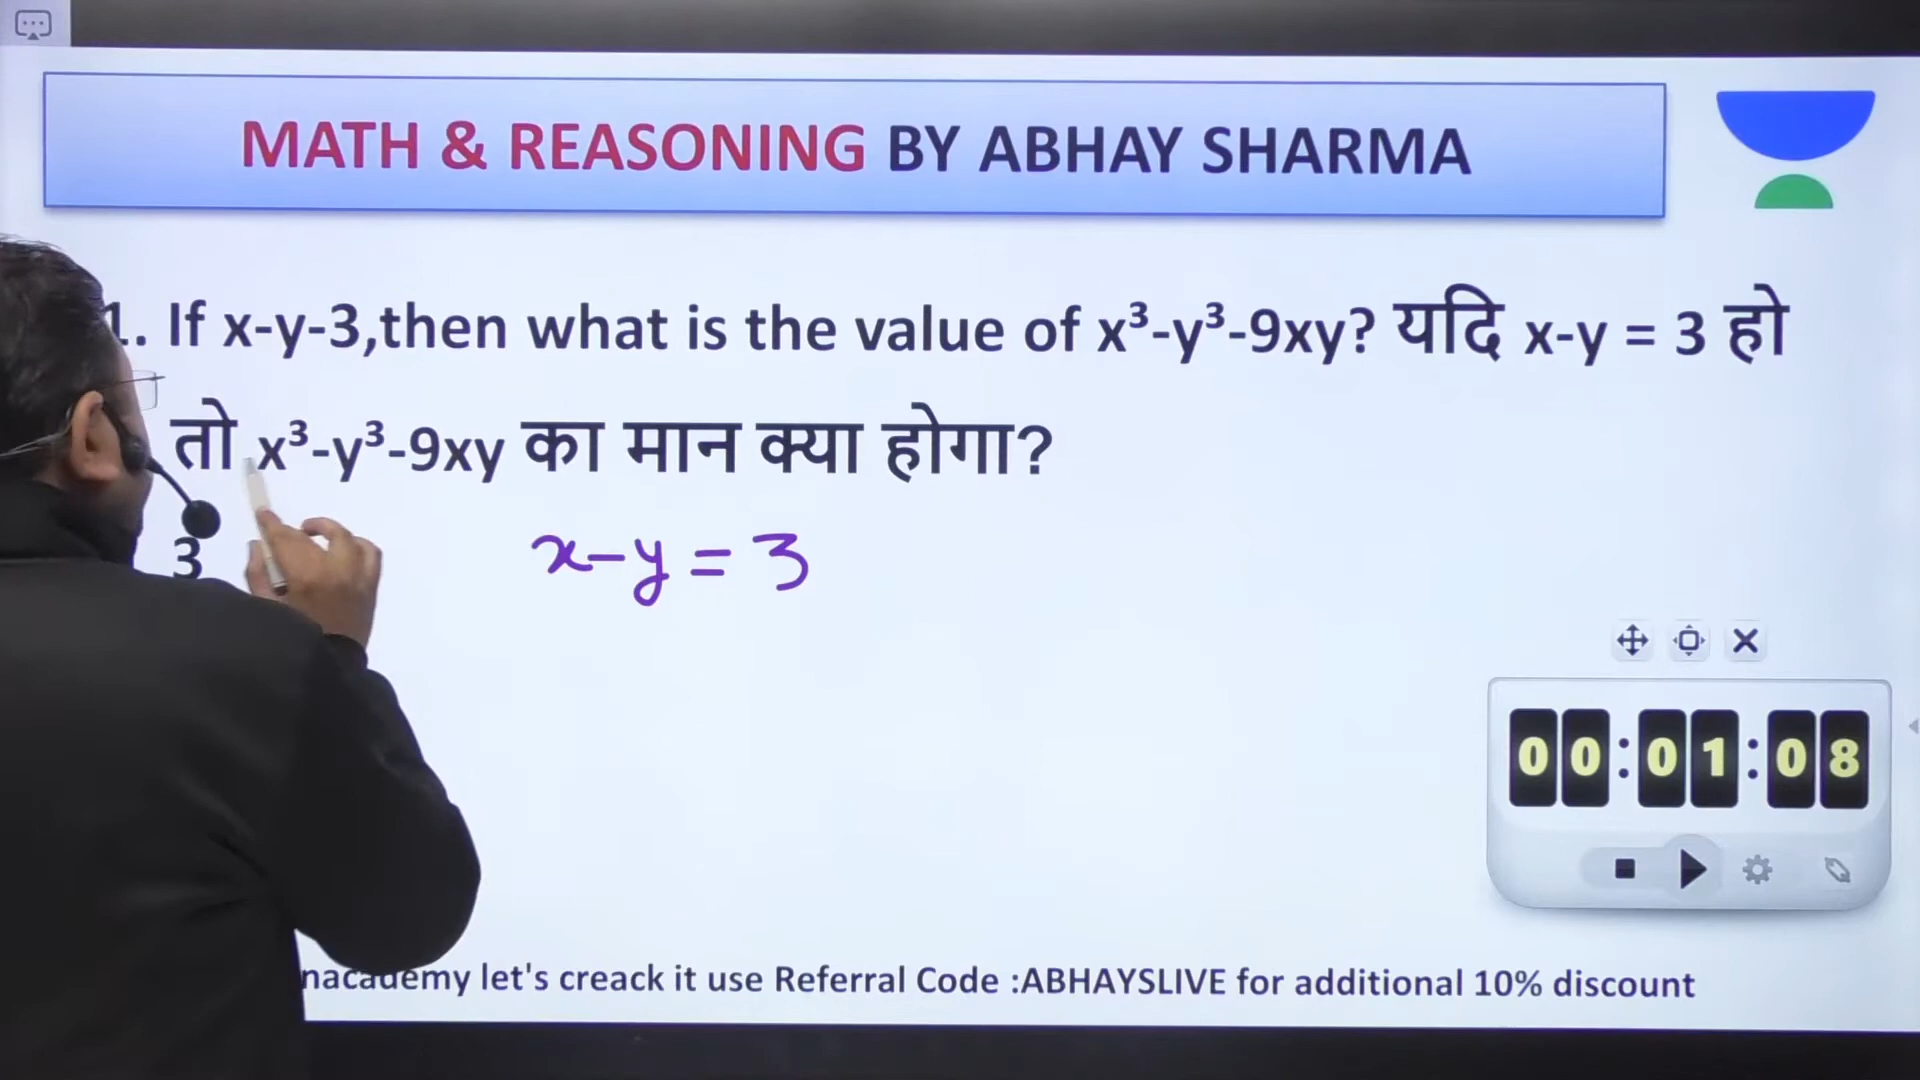 MATH & REASONING BY ABHAY SHARMA
1. If x-y-3,then what is the value of x³-y³-9xy? यदि x-y = 3 हो
तो x³-y³-9xy का मान क्या होगा?
3
x-y = 3
00:01:08
let's creack it use Referral Code :ABHAYSLIVE for additional 10% discount